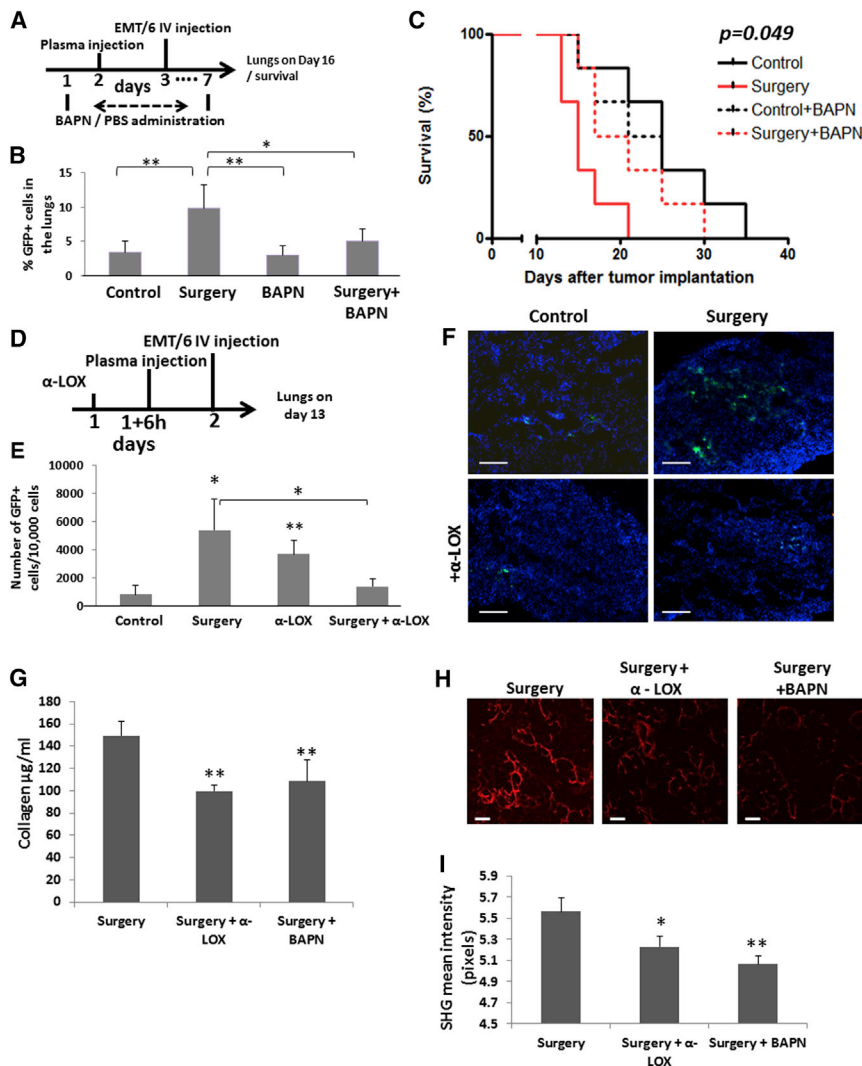 A
EMT/6 IV injection
Plasma injection
1 2 days 3 ···· 7
Lungs on Day 16
/ survival
BAPN / PBS administration
B
% GFP+ cells in
the lungs
15
10
5
0
**
**
*
Control Surgery BAPN Surgery+
BAPN
C
p=0.049
Control
Surgery
Control+BAPN
Surgery+BAPN
Survival (%)
100
50
0
0 10 20 30 40
Days after tumor implantation
D
EMT/6 IV injection
Plasma injection
α-LOX
1 1+6h 2
days
Lungs on
day 13
E
Number of GFP+
cells/10,000 cells
10000
8000
6000
4000
2000
0
*
**
*
Control Surgery α-LOX Surgery + α-LOX
F
Control Surgery
+α-LOX
G
Collagen µg/ml
180
160
140
120
100
80
60
40
20
0
**
**
Surgery Surgery + α-
LOX
Surgery +
BAPN
H
Surgery
Surgery +
α - LOX
Surgery
+BAPN
I
SHG mean intensity
(pixels)
5.9
5.7
5.5
5.3
5.1
4.9
4.7
4.5
*
**
Surgery Surgery + α-
LOX
Surgery + BAPN